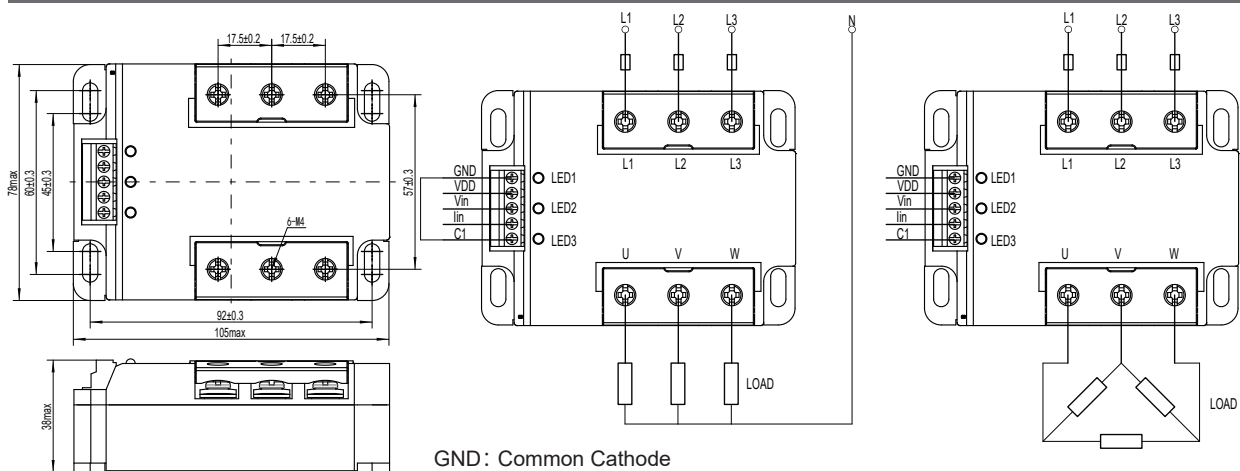 17.5±0.2 17.5±0.2
78max
60±0.3
45±0.3
57±0.3
6-M4
92±0.3
105max
38max
L1 L2 L3 N
L1 L2 L3
GND
VDD
Vin
Iin
C1
LED1
LED2
LED3
U V W
LOAD
GND: Common Cathode
L1 L2 L3
L1 L2 L3
GND
VDD
Vin
Iin
C1
LED1
LED2
LED3
U V W
LOAD